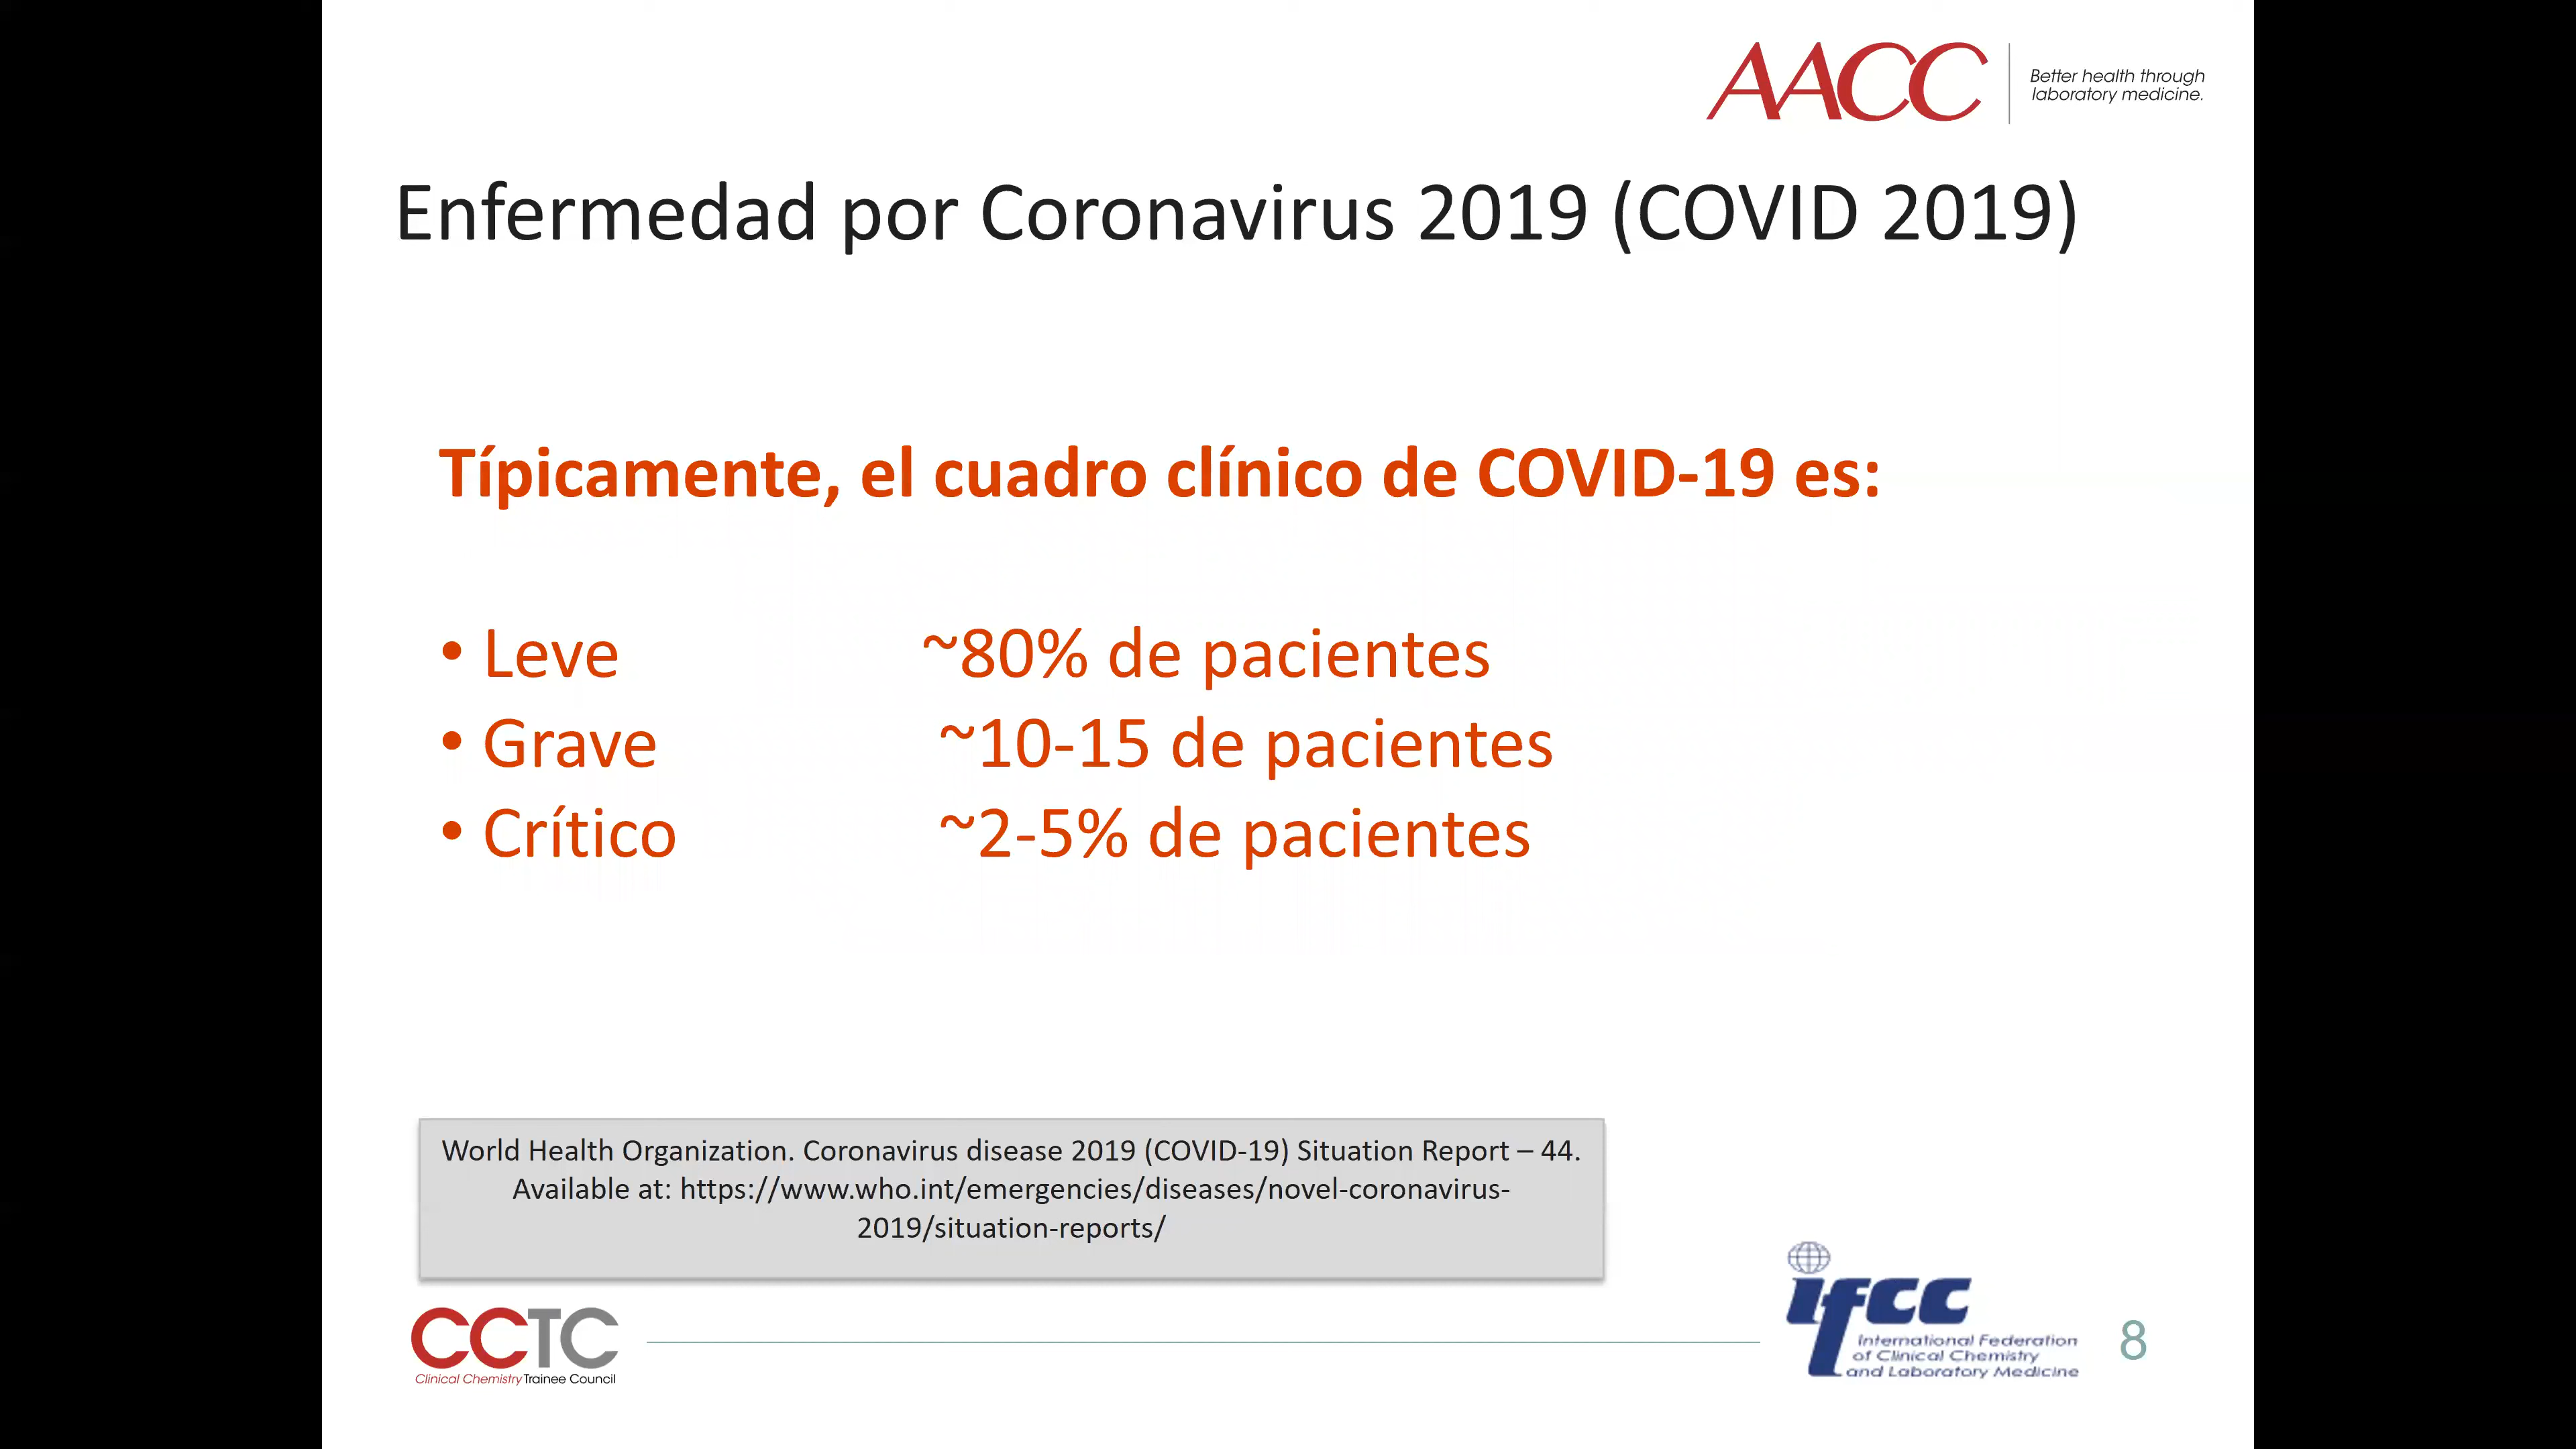 AACC
Better health through
laboratory medicine.
Enfermedad por Coronavirus 2019 (COVID 2019)
Típicamente, el cuadro clínico de COVID-19 es:
• Leve ~80% de pacientes
• Grave ~10-15 de pacientes
• Crítico ~2-5% de pacientes
World Health Organization. Coronavirus disease 2019 (COVID-19) Situation Report – 44.
Available at: https://www.who.int/emergencies/diseases/novel-coronavirus-
2019/situation-reports/
CCTC
Clinical Chemistry Trainee Council
ifcc
International Federation
of Clinical Chemistry
and Laboratory Medicine
8